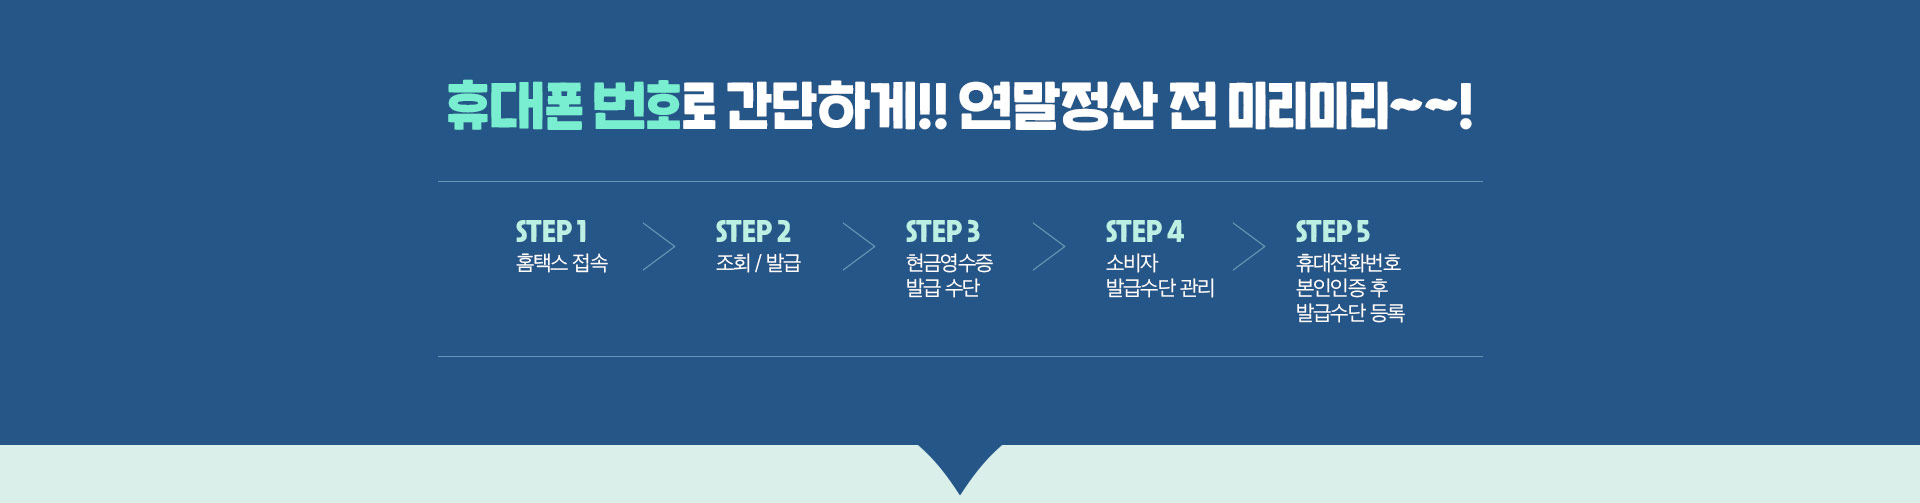 휴대폰 번호로 간단하게!! 연말정산 전 미리미리~~!
STEP 1
홈택스 접속
STEP 2
조회 / 발급
STEP 3
현금영수증
발급 수단
STEP 4
소비자
발급수단 관리
STEP 5
휴대전화번호
본인인증 후
발급수단 등록